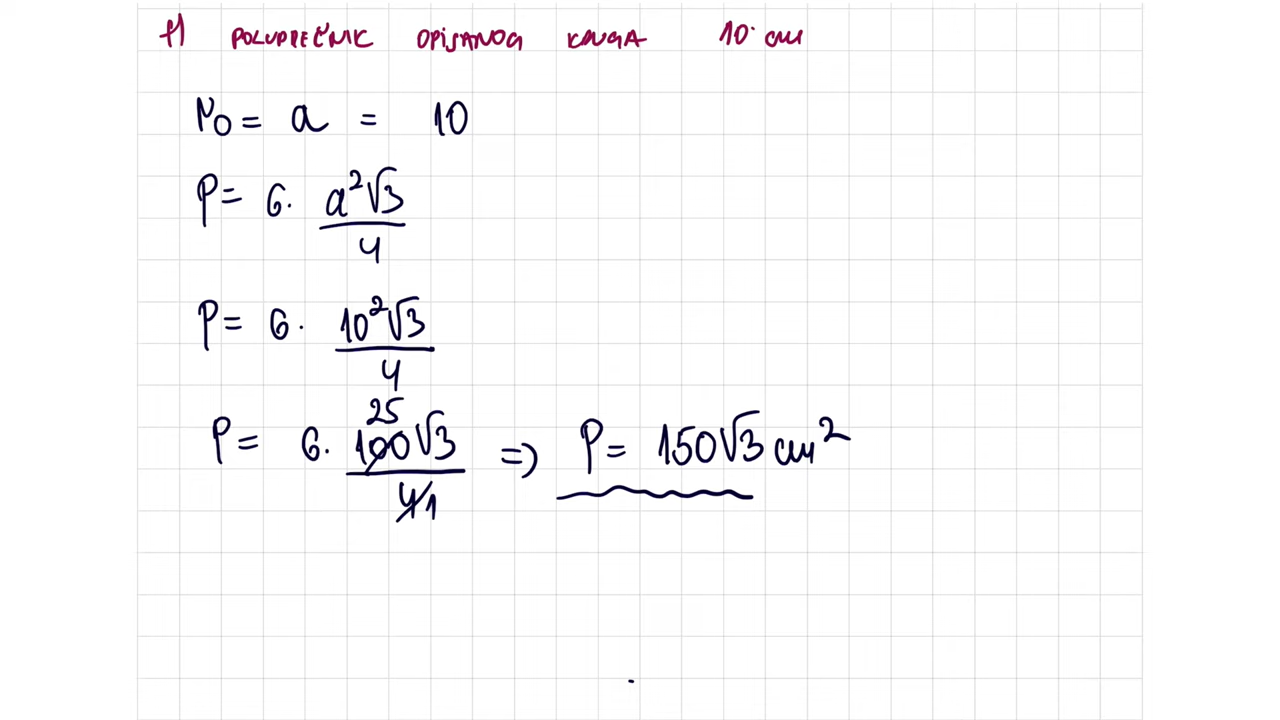 f) POLUPREČNIK OPISANOG KRUGA 10 cm
r₀ = a = 10
P = 6 · a²√3 / 4
P = 6 · 10²√3 / 4
25
P = 6 · 100√3 / 4 1 => P = 150√3 cm²